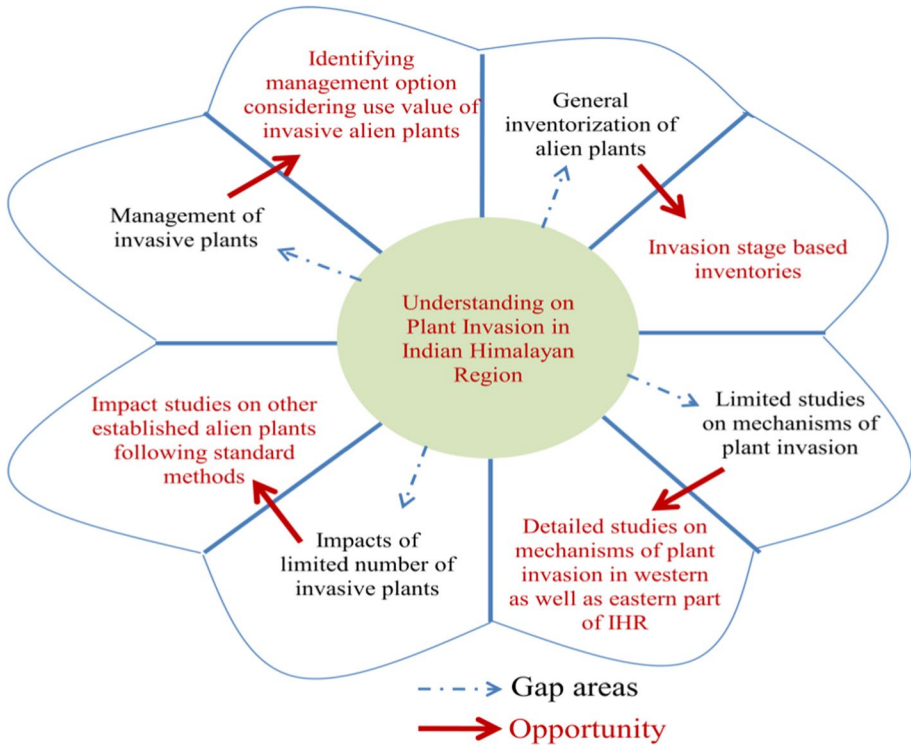 Identifying
management option
considering use value of
invasive alien plants
General
inventorization of
alien plants
Management of
invasive plants
Invasion stage based
inventories
Understanding on
Plant Invasion in
Indian Himalayan
Region
Impact studies on other
established alien plants
following standard
methods
Limited studies
on mechanisms of
plant invasion
Impacts of
limited number of
invasive plants
Detailed studies on
mechanisms of plant
invasion in western
as well as eastern part
of IHR
Gap areas
Opportunity